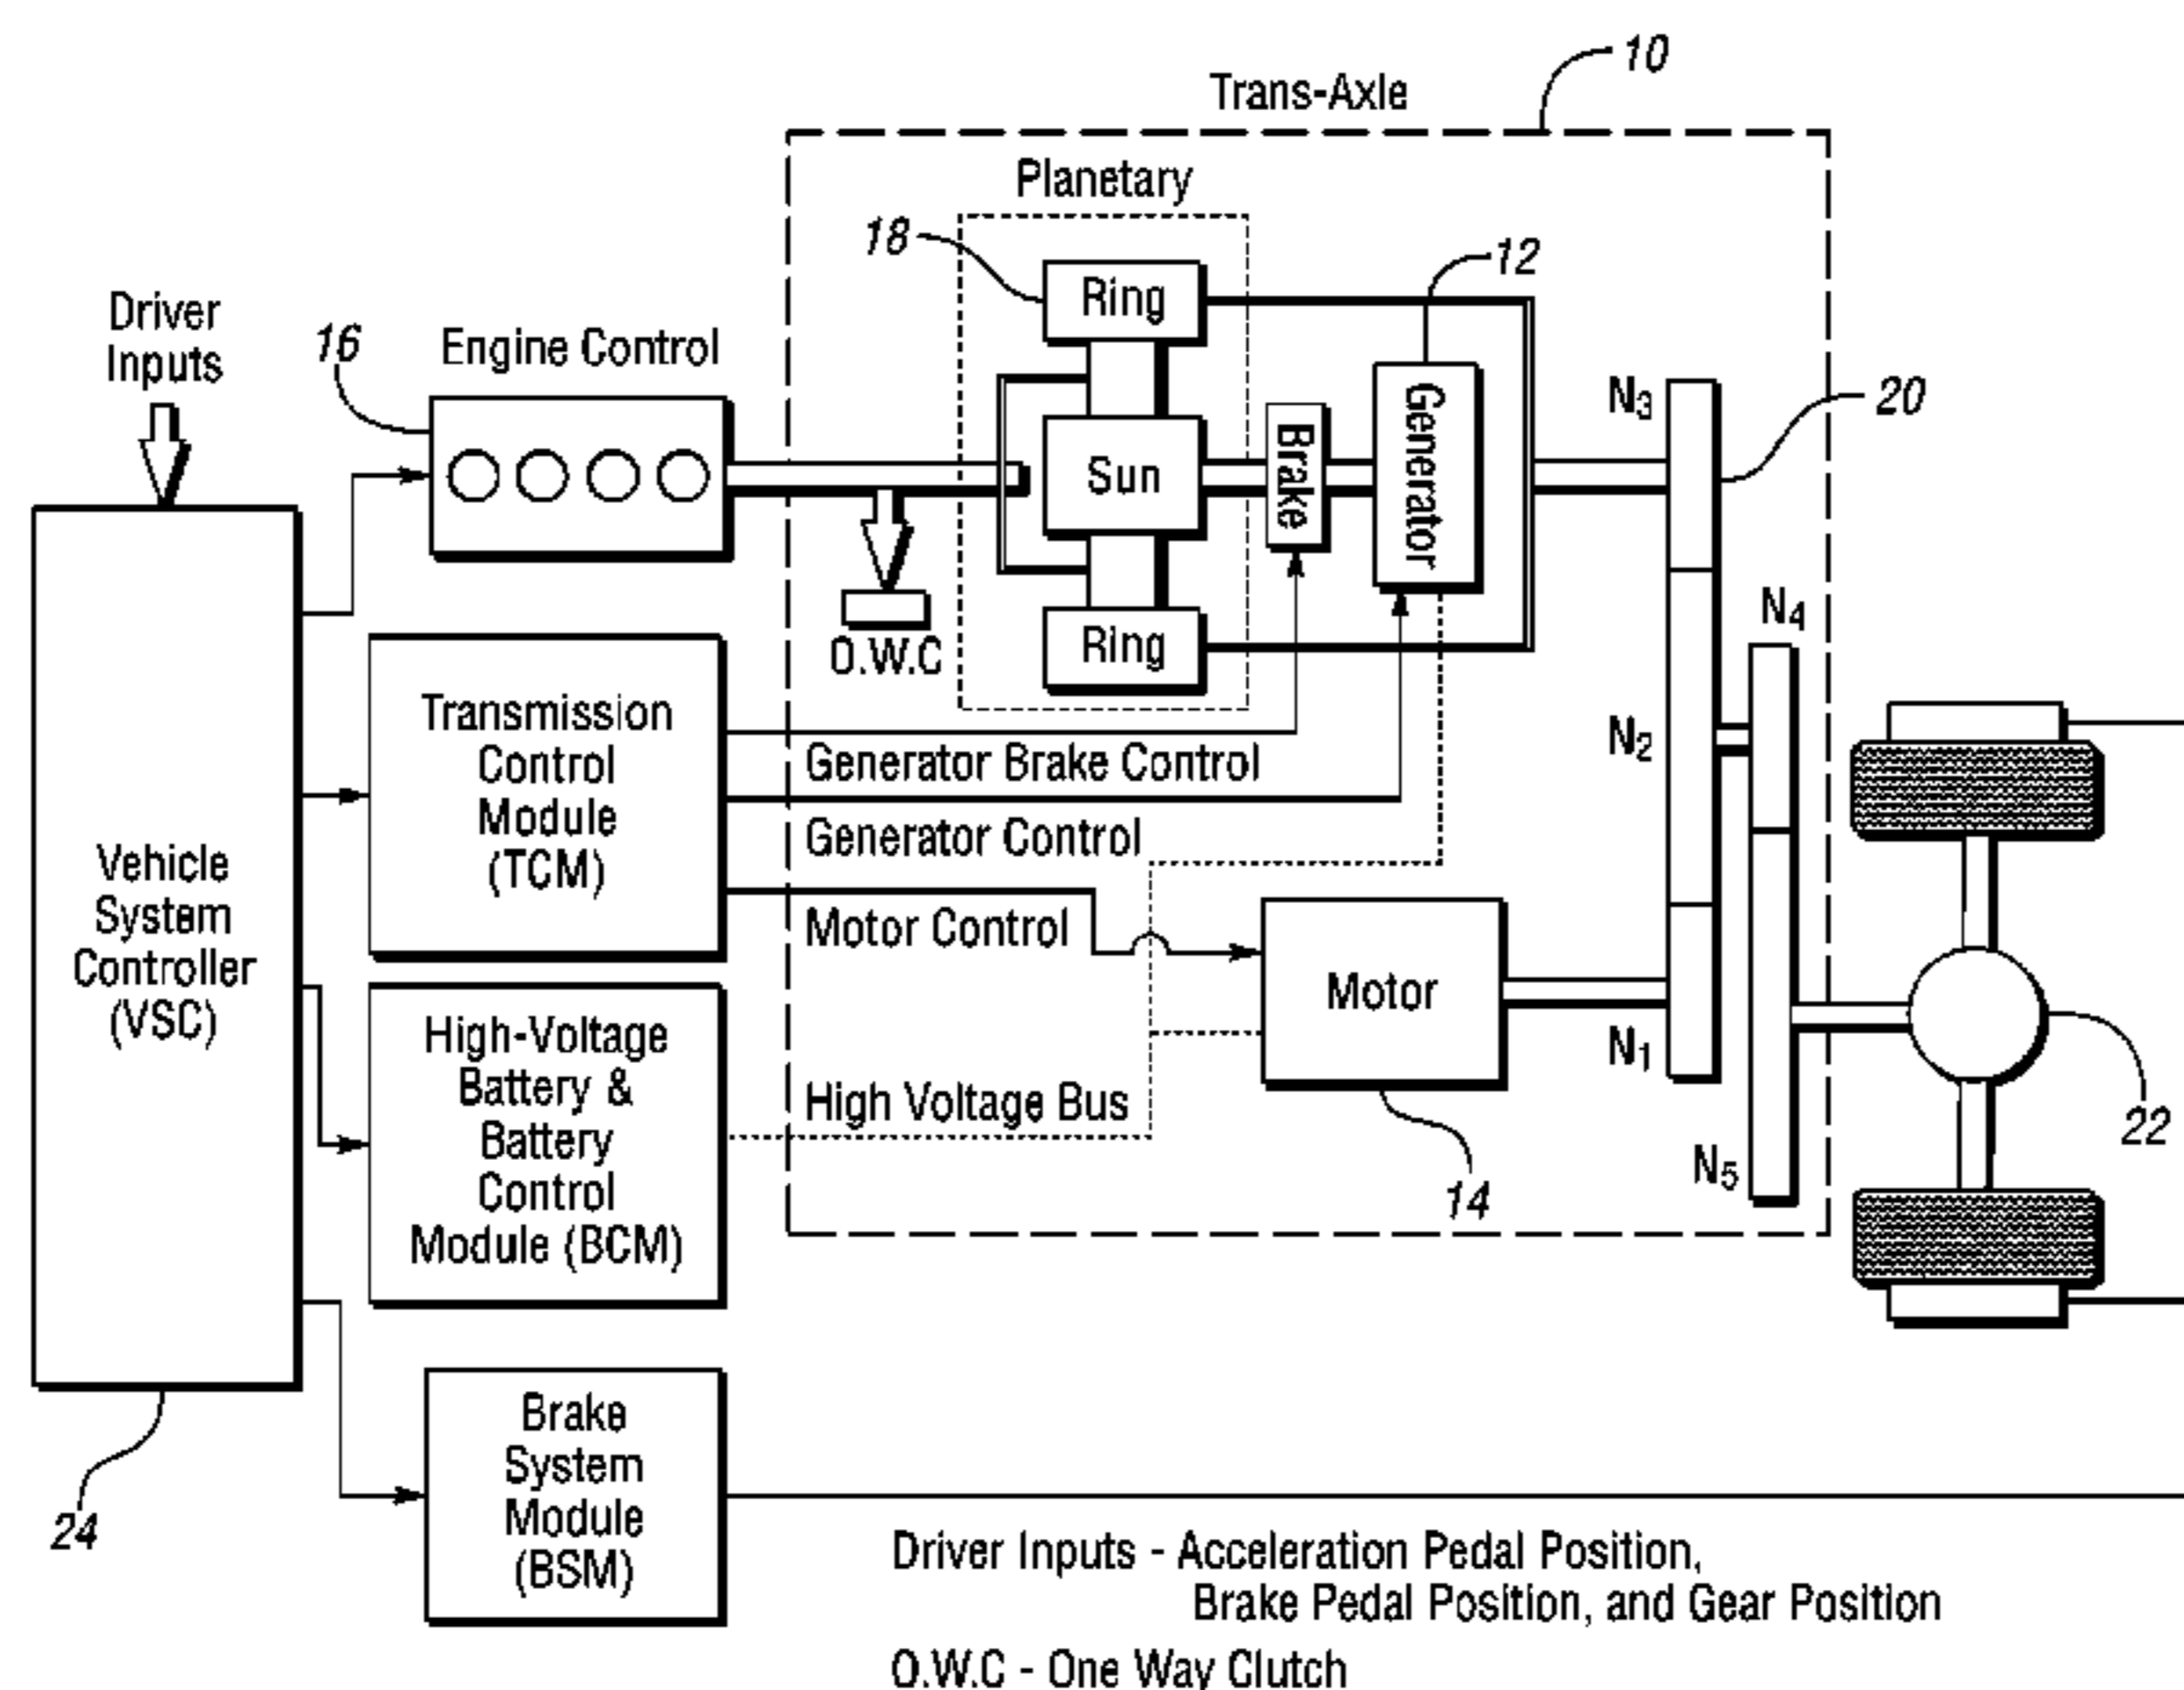 10
Trans-Axle
Planetary
18
12
Ring
Driver
Inputs
16
Engine Control
N3
20
Generator
Brake
Sun
O.W.C
Ring
N4
Transmission
Control
Module
(TCM)
Generator Brake Control
N2
Generator Control
Vehicle
System
Controller
(VSC)
Motor Control
Motor
N1
High-Voltage
Battery &
Battery
Control
Module (BCM)
High Voltage Bus
22
N5
14
Brake
System
Module
(BSM)
24
Driver Inputs - Acceleration Pedal Position,
Brake Pedal Position, and Gear Position
O.W.C - One Way Clutch